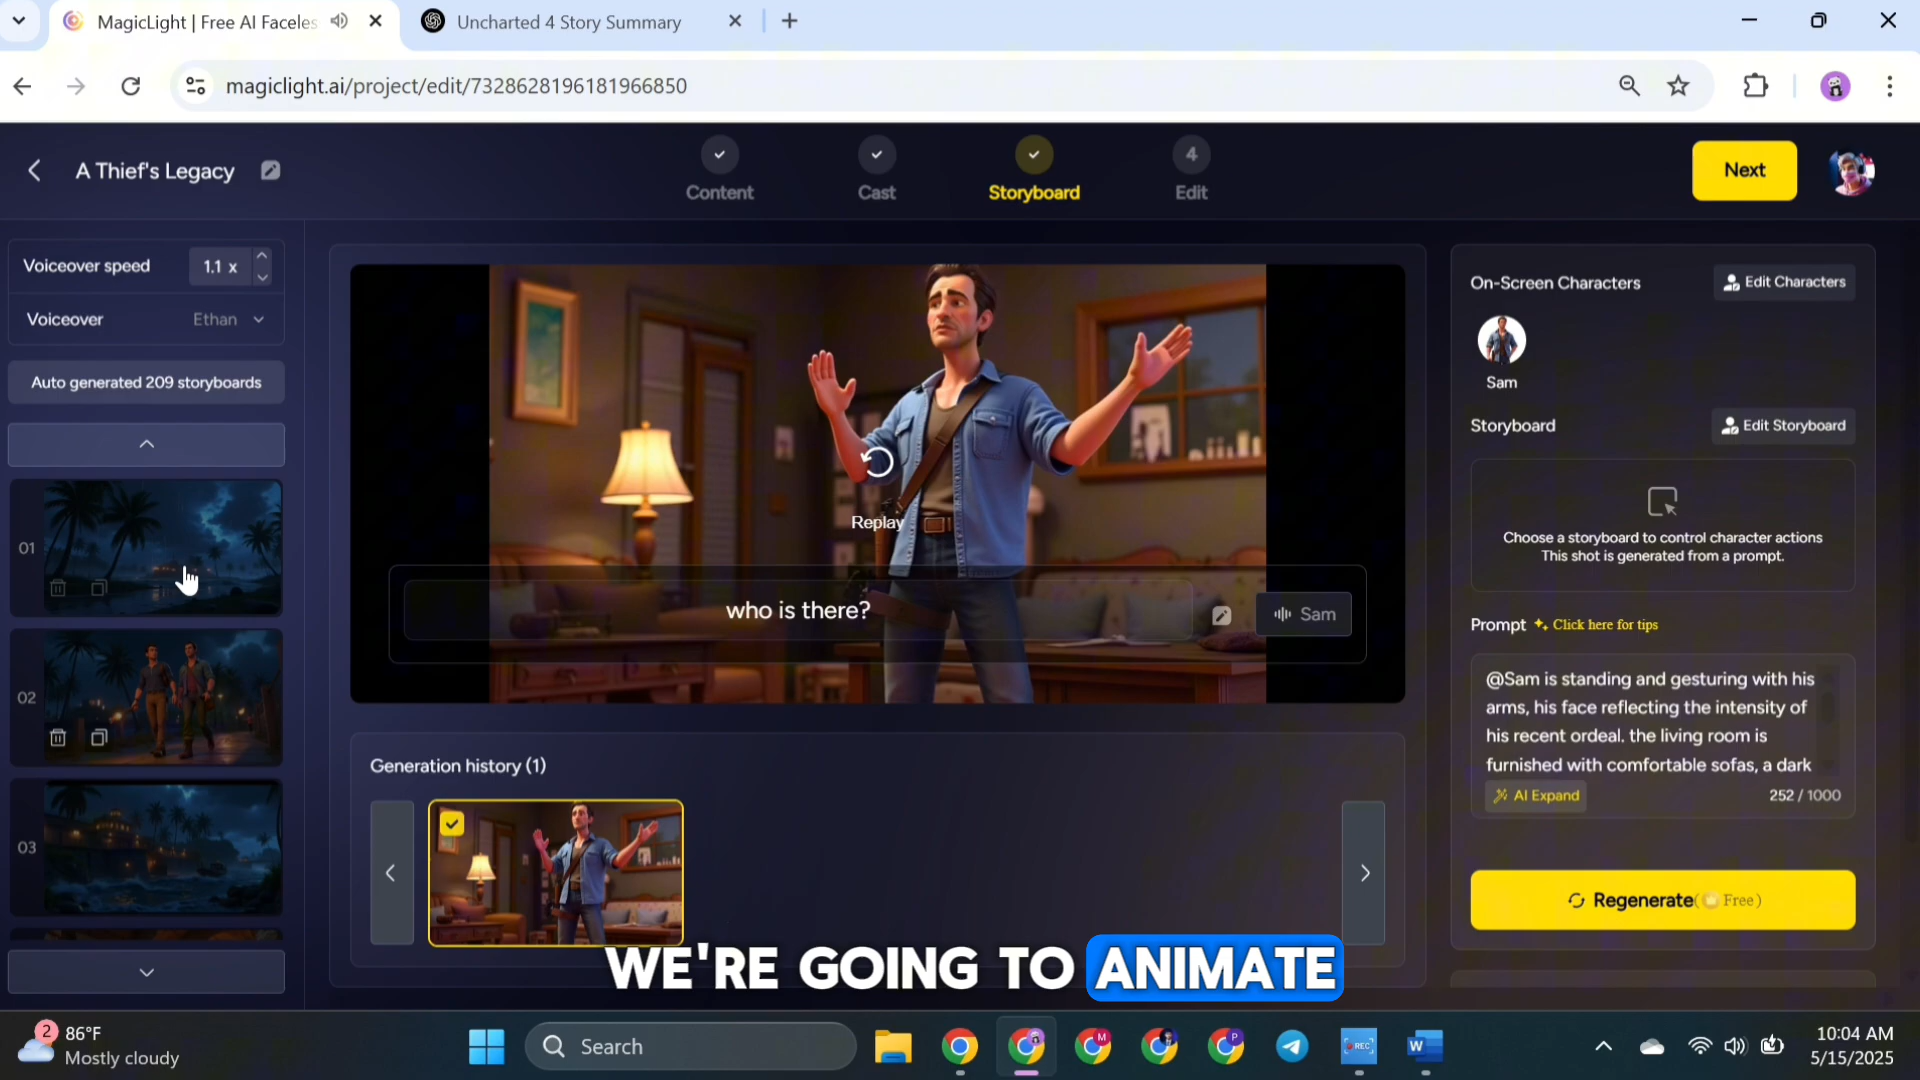 MagicLight | Free AI Faceles
Uncharted 4 Story Summary
magiclight.ai/project/edit/7328628196181966850
A Thief's Legacy
Content
Cast
Storyboard
4
Edit
Next
Voiceover speed
1.1 x
Voiceover
Ethan
Auto generated 209 storyboards
01
02
03
Replay
who is there?
Sam
Generation history (1)
On-Screen Characters
Edit Characters
Sam
Storyboard
Edit Storyboard
Choose a storyboard to control character actions
This shot is generated from a prompt.
Prompt
Click here for tips
@Sam is standing and gesturing with his
arms, his face reflecting the intensity of
his recent ordeal. the living room is
furnished with comfortable sofas, a dark
AI Expand
252 / 1000
Regenerate( Free )
WE'RE GOING TO ANIMATE
2
86°F
Mostly cloudy
Search
M
P
REC
W
10:04 AM
5/15/2025